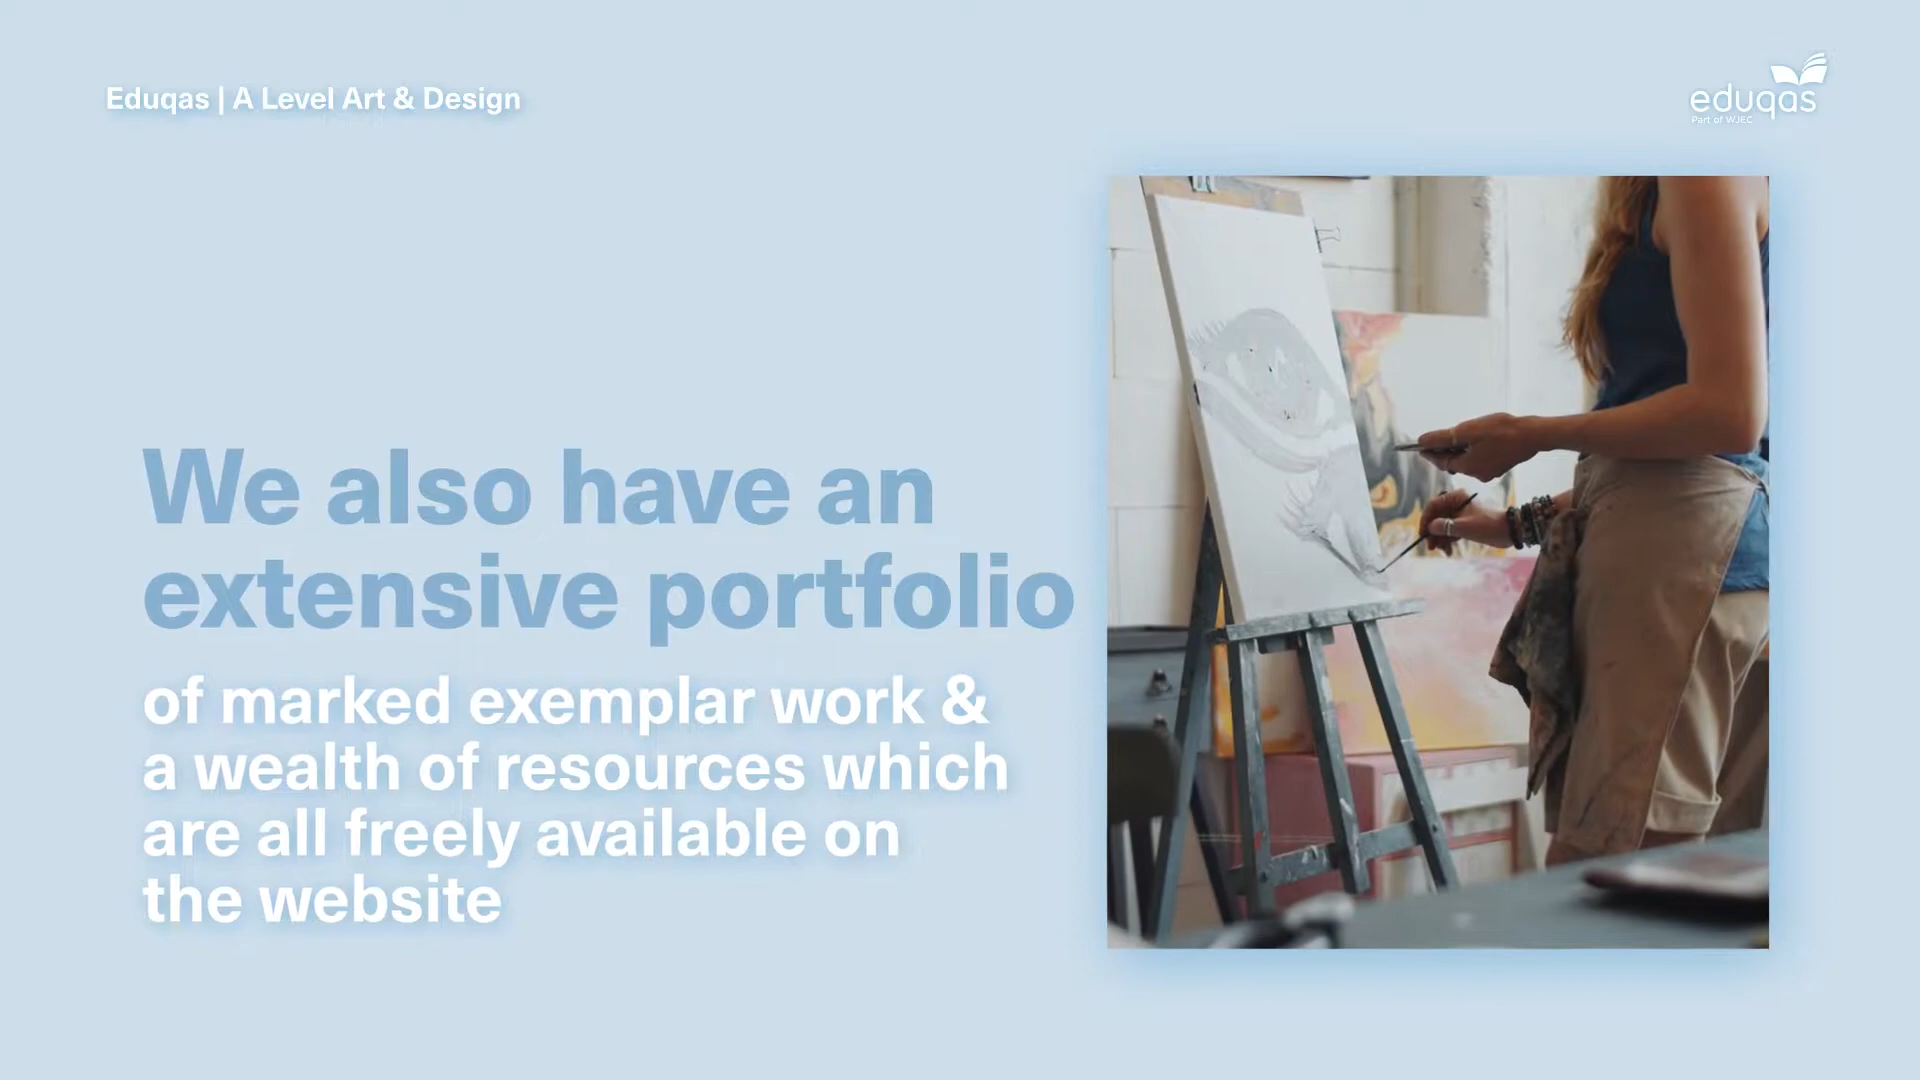 Eduqas | A Level Art & Design
eduqas
Part of WJEC
We also have an
extensive portfolio
of marked exemplar work &
a wealth of resources which
are all freely available on
the website